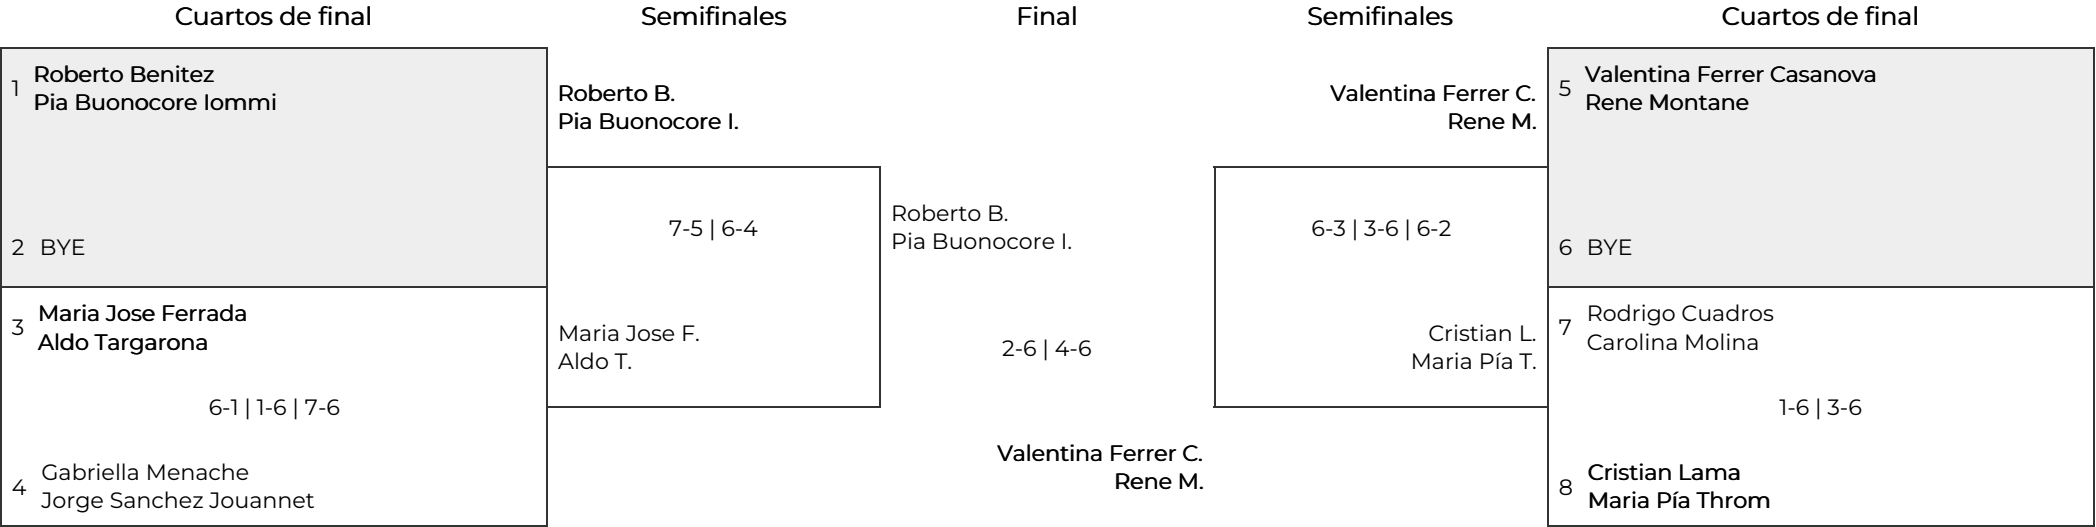 Cuartos de final
Semifinales
Final
Semifinales
Cuartos de final
1
Roberto Benitez
Pia Buonocore Iommi
2 BYE
3
Maria Jose Ferrada
Aldo Targarona
6-1 | 1-6 | 7-6
4
Gabriella Menache
Jorge Sanchez Jouannet
Roberto B.
Pia Buonocore I.
7-5 | 6-4
Maria Jose F.
Aldo T.
Roberto B.
Pia Buonocore I.
2-6 | 4-6
Valentina Ferrer C.
Rene M.
Valentina Ferrer C.
Rene M.
6-3 | 3-6 | 6-2
Cristian L.
Maria Pía T.
5
Valentina Ferrer Casanova
Rene Montane
6 BYE
7
Rodrigo Cuadros
Carolina Molina
1-6 | 3-6
8
Cristian Lama
Maria Pía Throm